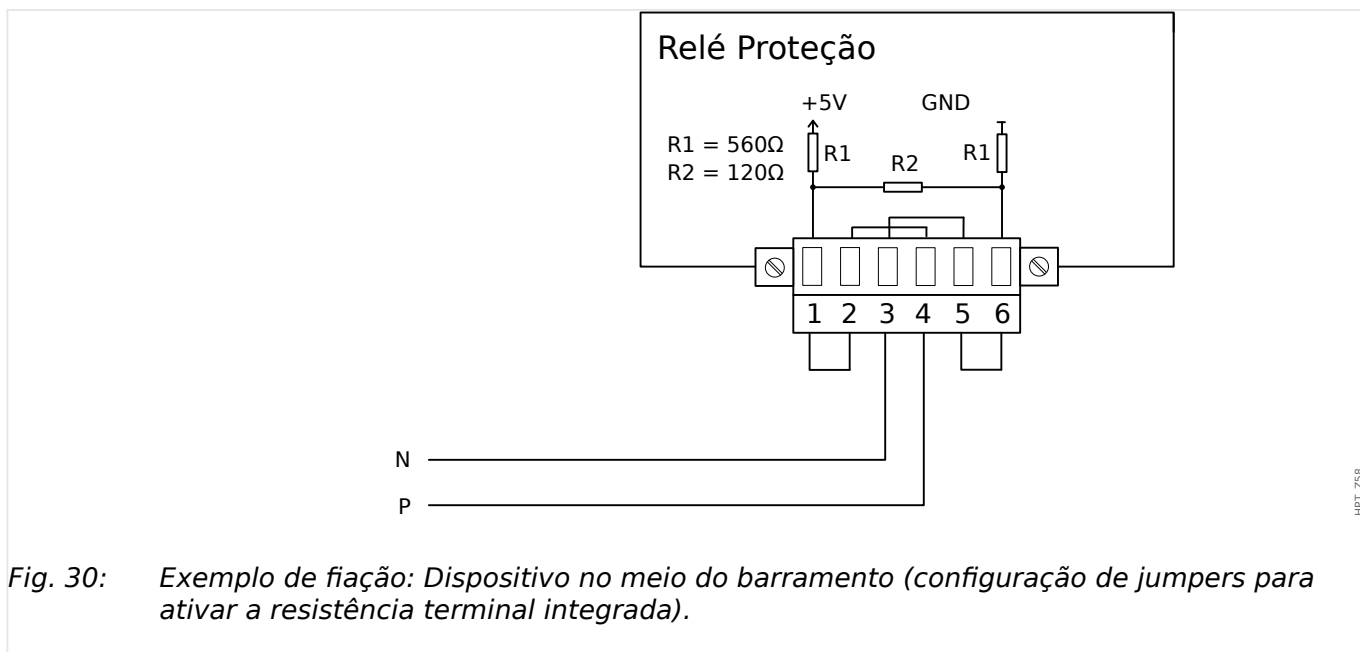 Relé Proteção
+5V GND
R1 = 560Ω
R2 = 120Ω
R1 R2 R1
1 2 3 4 5 6
N
P
HPT_Z58
Fig. 30: Exemplo de fiação: Dispositivo no meio do barramento (configuração de jumpers para
ativar a resistência terminal integrada).